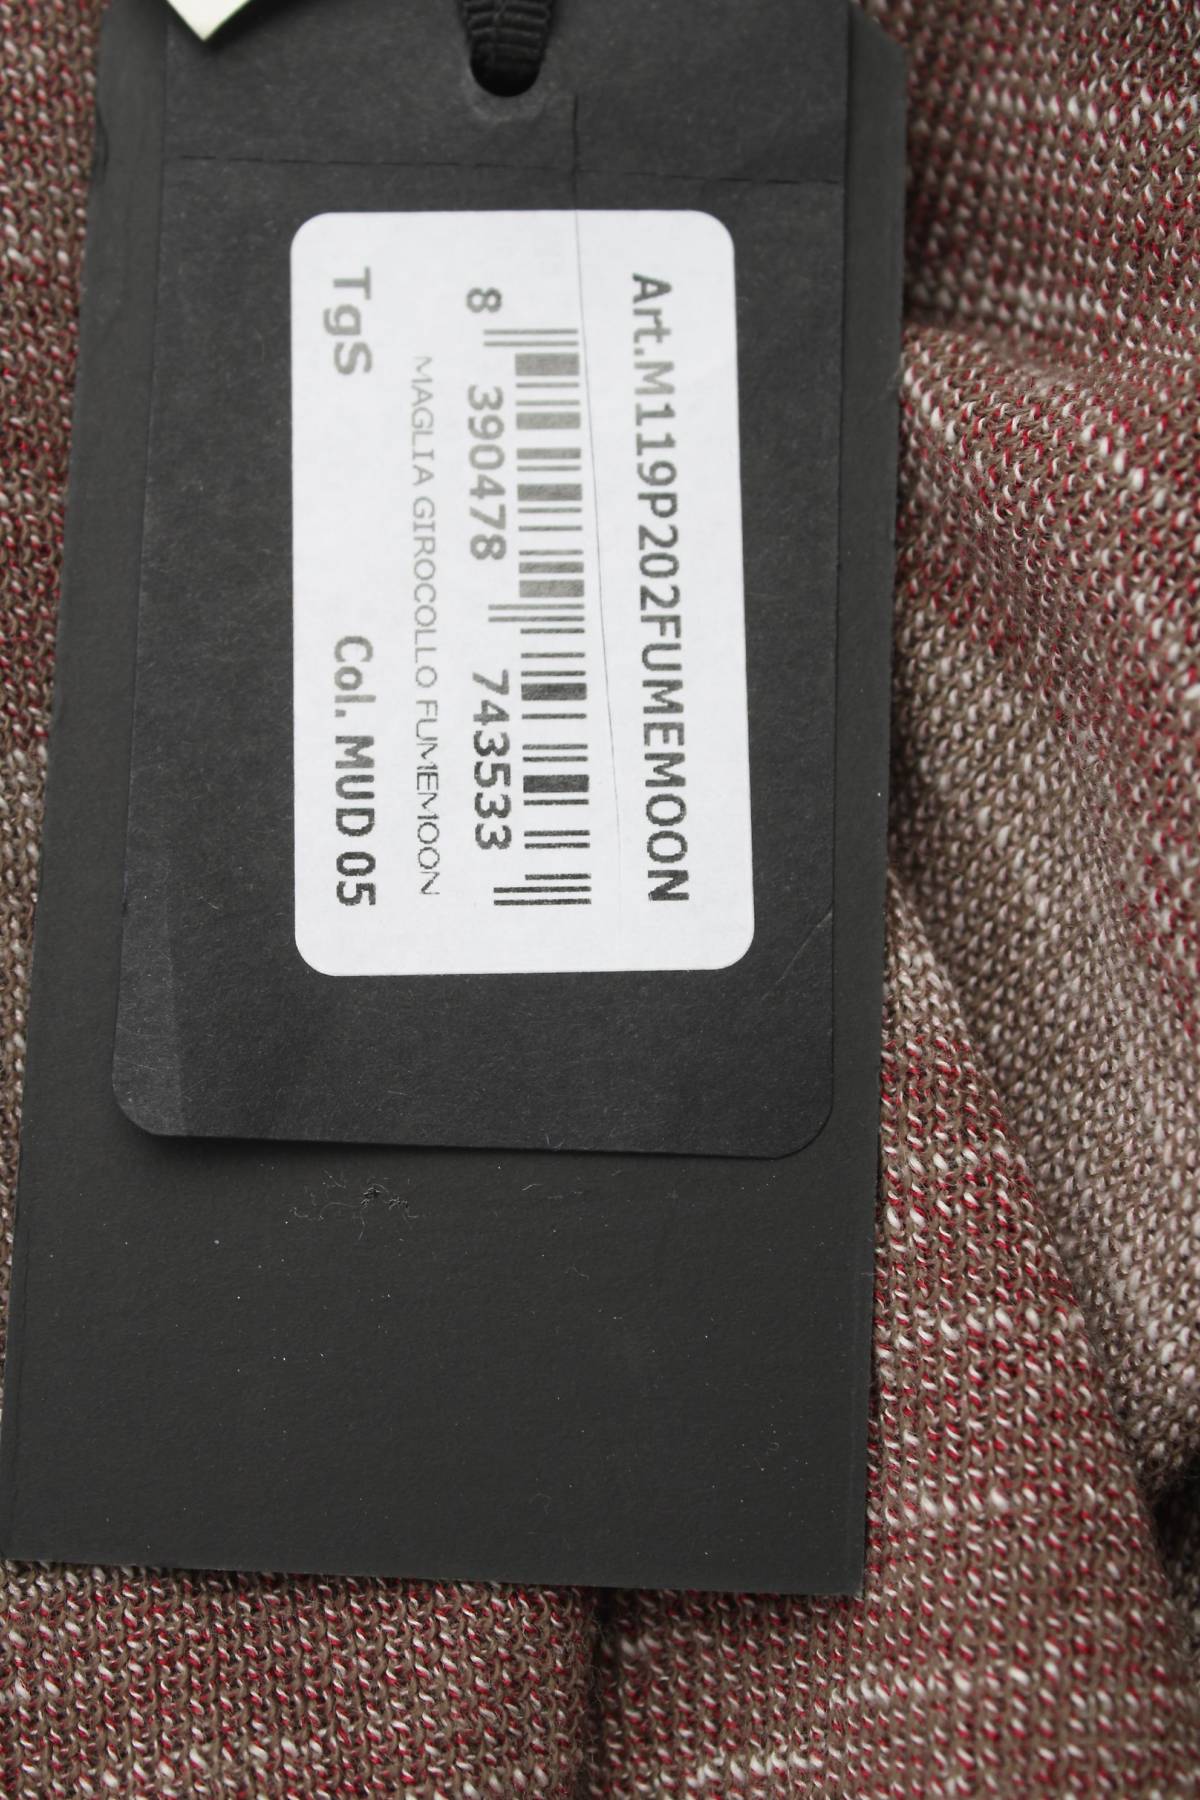 Art.M119P202FUMEMOON
8 390478 743533
MAGLIA GIROCOLLO FUMEMOON
TgS Col. MUD 05